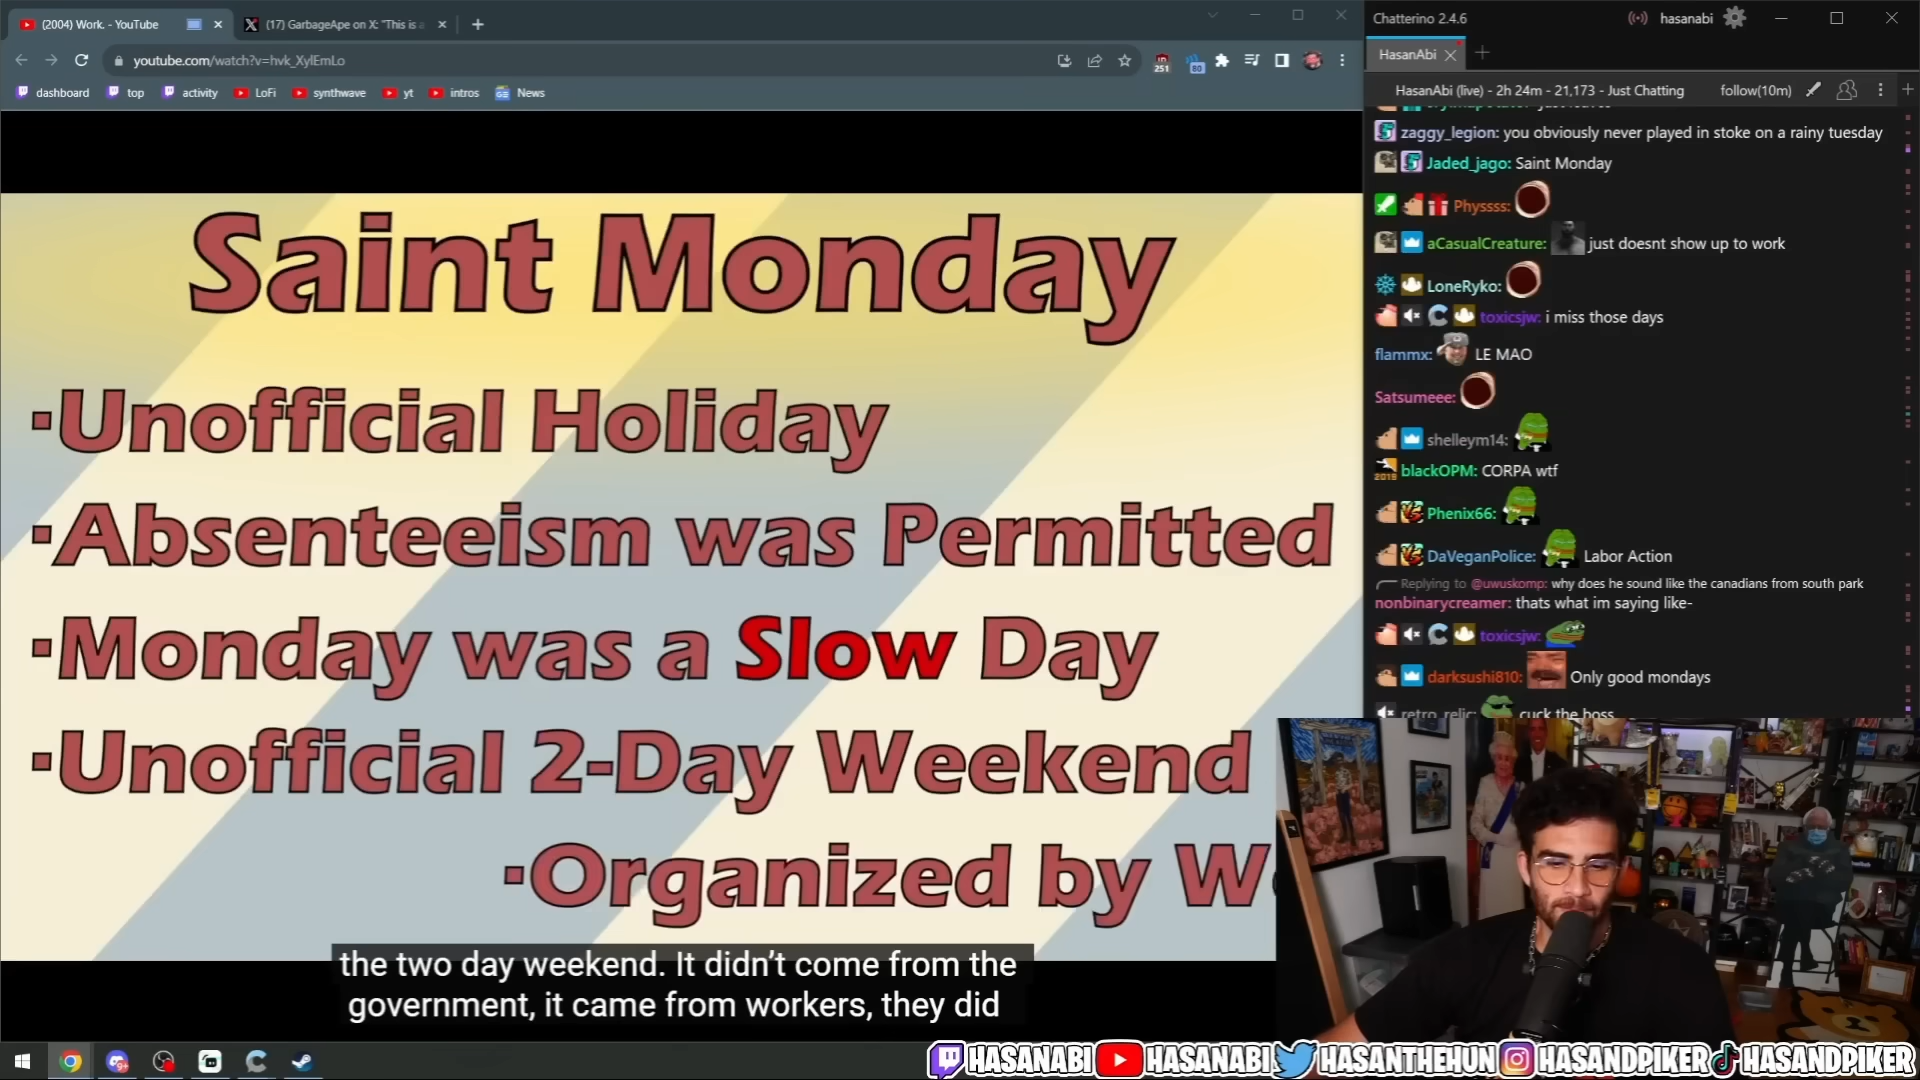 (2004) Work. - YouTube
(17) GarbageApe on X: "This is a
youtube.com/watch?v=hvk_XylEmLo
251
80
dashboard
top
activity
LoFi
synthwave
yt
intros
News
Saint Monday
·Unofficial Holiday
·Absenteeism was Permitted
·Monday was a Slow Day
·Unofficial 2-Day Weekend
·Organized by W
the two day weekend. It didn’t come from the
government, it came from workers, they did
Chatterino 2.4.6
hasanabi
HasanAbi
HasanAbi (live) - 2h 24m - 21,173 - Just Chatting
follow(10m)
zaggy_legion: you obviously never played in stoke on a rainy tuesday
Jaded_jago: Saint Monday
Physsss:
aCasualCreature: just doesnt show up to work
LoneRyko:
toxicsjw: i miss those days
flammx: LE MAO
Satsumeee:
shelleym14:
blackOPM: CORPA wtf
Phenix66:
DaVeganPolice: Labor Action
Replying to @uwuskomp: why does he sound like the canadians from south park
nonbinarycreamer: thats what im saying like-
toxicsjw:
darksushi810: Only good mondays
retro_relic: cuck the boss
HASANABI
HASANABI
HASANTHEHUN
HASANDPIKER
HASANDPIKER